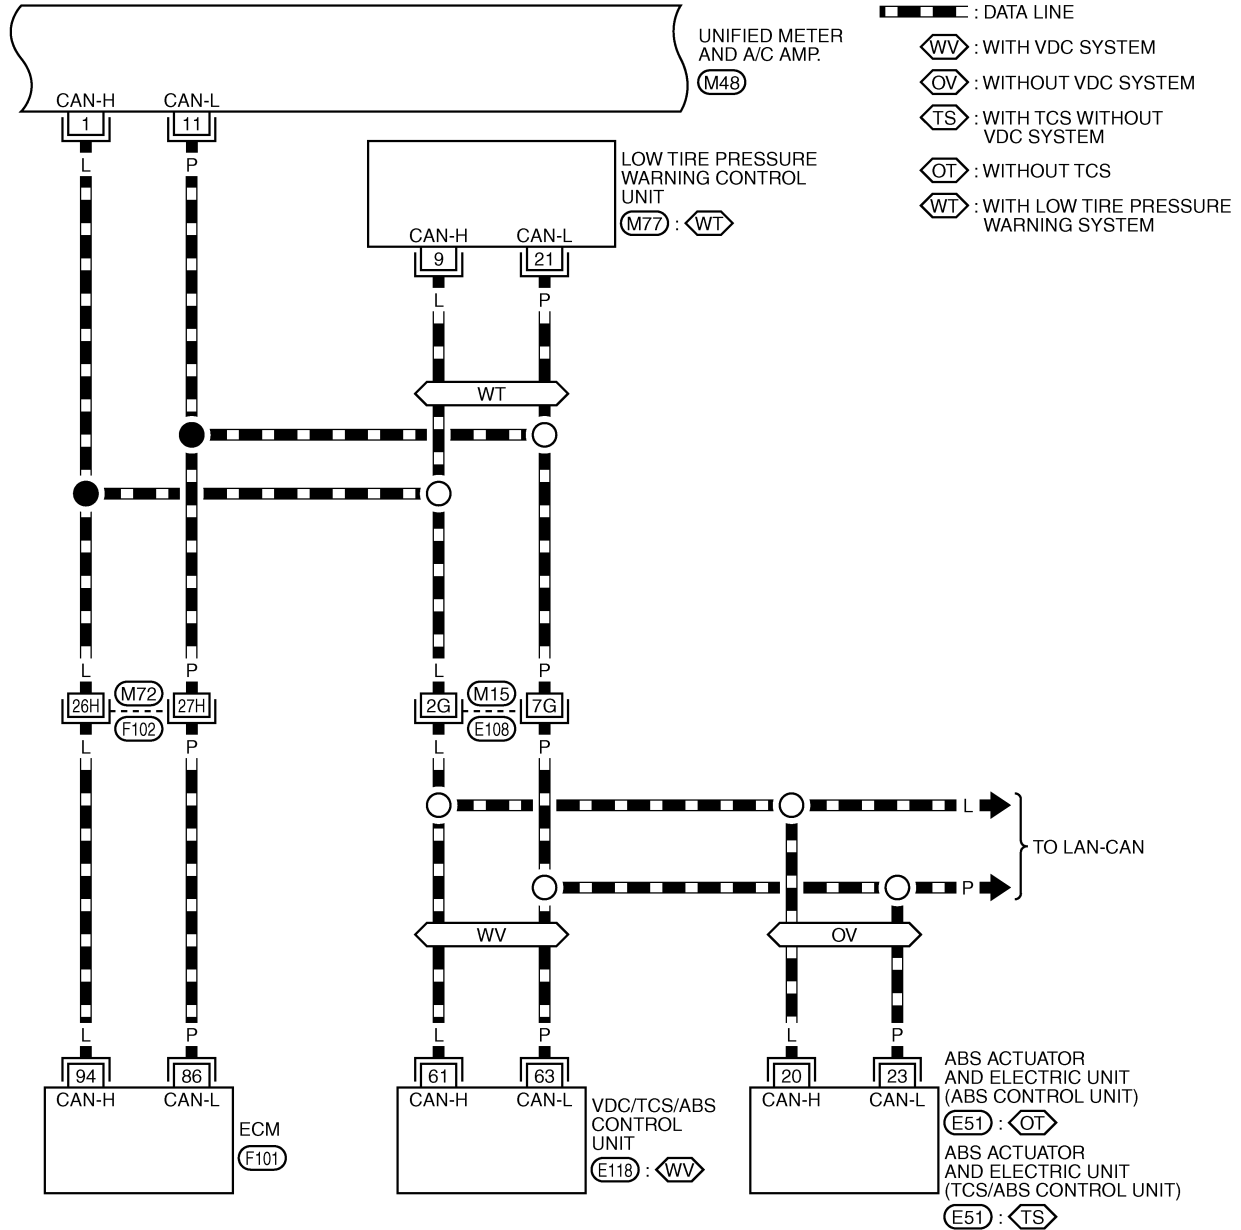 UNIFIED METER
AND A/C AMP.
M48
CAN-H
CAN-L
1
11
L
P
: DATA LINE
WV : WITH VDC SYSTEM
OV : WITHOUT VDC SYSTEM
TS : WITH TCS WITHOUT
VDC SYSTEM
OT : WITHOUT TCS
WT : WITH LOW TIRE PRESSURE
WARNING SYSTEM
LOW TIRE PRESSURE
WARNING CONTROL
UNIT
M77 : WT
CAN-H
CAN-L
9
21
L
P
WT
L
P
L
P
26H
M72
27H
F102
2G
M15
7G
E108
L
P
L
P
L
P
TO LAN-CAN
WV
OV
L
P
L
P
L
P
94
86
61
63
20
23
CAN-H
CAN-L
CAN-H
CAN-L
CAN-H
CAN-L
ECM
F101
VDC/TCS/ABS
CONTROL
UNIT
E118 : WV
ABS ACTUATOR
AND ELECTRIC UNIT
(ABS CONTROL UNIT)
E51 : OT
ABS ACTUATOR
AND ELECTRIC UNIT
(TCS/ABS CONTROL UNIT)
E51 : TS